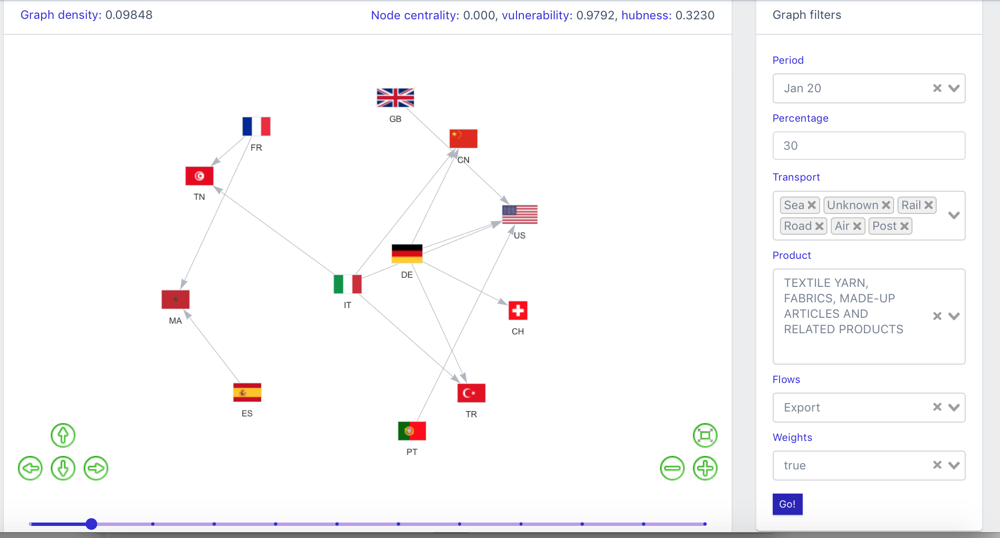 Graph density: 0.09848
Node centrality: 0.000, vulnerability: 0.9792, hubness: 0.3230
GB
FR
CN
TN
US
DE
IT
MA
CH
ES
TR
PT
Graph filters
Period
Jan 20
Percentage
30
Transport
Sea Unknown Rail
Road Air Post
Product
TEXTILE YARN,
FABRICS, MADE-UP
ARTICLES AND
RELATED PRODUCTS
Flows
Export
Weights
true
Go!